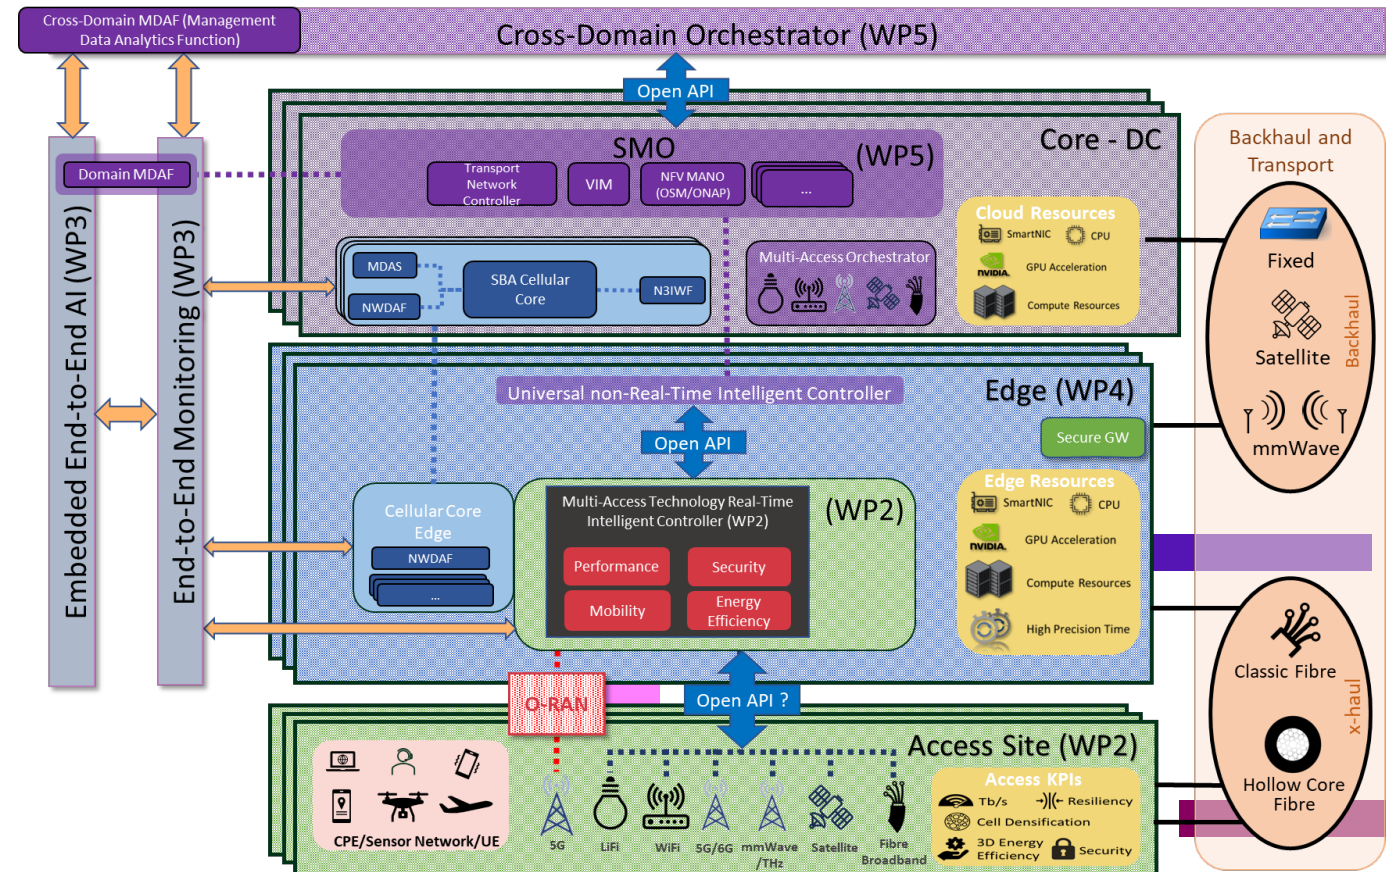 Cross-Domain MDAF (Management
Data Analytics Function)
Cross-Domain Orchestrator (WP5)
Open API
Embedded End-to-End AI (WP3)
End-to-End Monitoring (WP3)
Domain MDAF
Core - DC
SMO
(WP5)
Transport
Network
Controller
VIM
NFV MANO
(OSM/ONAP)
...
MDAS
NWDAF
SBA Cellular
Core
N3IWF
Multi-Access Orchestrator
Cloud Resources
SmartNIC
CPU
NVIDIA.
GPU Acceleration
Compute Resources
Backhaul and
Transport
Fixed
Satellite
mmWave
Backhaul
Edge (WP4)
Universal non-Real-Time Intelligent Controller
Open API
Secure GW
Cellular Core
Edge
NWDAF
...
(WP2)
Multi-Access Technology Real-Time
Intelligent Controller (WP2)
Performance
Security
Mobility
Energy
Efficiency
Edge Resources
SmartNIC
CPU
NVIDIA.
GPU Acceleration
Compute Resources
High Precision Time
Classic Fibre
Hollow Core
Fibre
x-haul
O-RAN
Open API ?
Access Site (WP2)
CPE/Sensor Network/UE
5G
LiFi
WiFi
5G/6G
mmWave
/THz
Satellite
Fibre
Broadband
Access KPIs
Tb/s
Resiliency
Cell Densification
3D Energy
Efficiency
Security